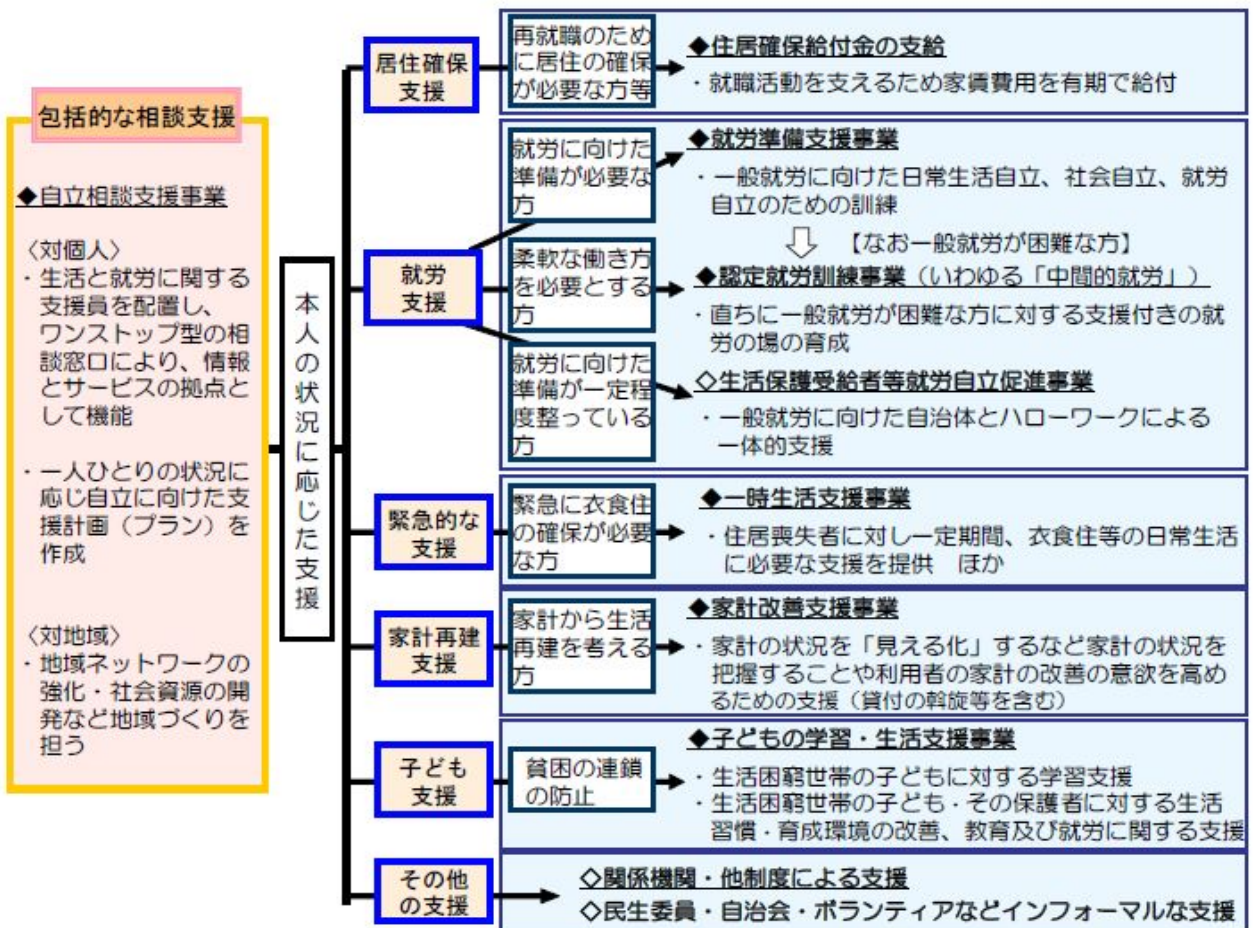 包括的な相談支援
◆自立相談支援事業
〈対個人〉
・生活と就労に関する
支援員を配置し、
ワンストップ型の相
談窓口により、情報
とサービスの拠点と
して機能
・一人ひとりの状況に
応じ自立に向けた支
援計画（プラン）を
作成
〈対地域〉
・地域ネットワークの
強化・社会資源の開
発など地域づくりを
担う
本人の状況に応じた支援
居住確保
支援
再就職のため
に居住の確保
が必要な方等
◆住居確保給付金の支給
・就職活動を支えるため家賃費用を有期で給付
就労
支援
就労に向けた
準備が必要な
方
◆就労準備支援事業
・一般就労に向けた日常生活自立、社会自立、就労
自立のための訓練
【なお一般就労が困難な方】
柔軟な働き方
を必要とする
方
◆認定就労訓練事業（いわゆる「中間的就労」）
・直ちに一般就労が困難な方に対する支援付きの就
労の場の育成
就労に向けた
準備が一定程
度整っている
方
◇生活保護受給者等就労自立促進事業
・一般就労に向けた自治体とハローワークによる
一体的支援
緊急的な
支援
緊急に衣食住
の確保が必要
な方
◆一時生活支援事業
・住居喪失者に対し一定期間、衣食住等の日常生活
に必要な支援を提供　ほか
家計再建
支援
家計から生活
再建を考える
方
◆家計改善支援事業
・家計の状況を「見える化」するなど家計の状況を
把握することや利用者の家計の改善の意欲を高め
るための支援（貸付の斡旋等を含む）
子ども
支援
貧困の連鎖
の防止
◆子どもの学習・生活支援事業
・生活困窮世帯の子どもに対する学習支援
・生活困窮世帯の子ども・その保護者に対する生活
習慣・育成環境の改善、教育及び就労に関する支援
その他
の支援
◇関係機関・他制度による支援
◇民生委員・自治会・ボランティアなどインフォーマルな支援